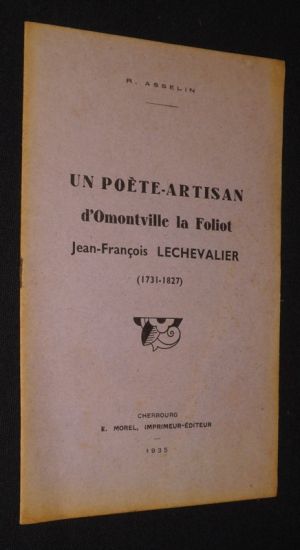 R. ASSELIN
UN POÈTE-ARTISAN
d'Omontville la Foliot
Jean-François LECHEVALIER
(1731-1827)
CHERBOURG
E. MOREL, IMPRIMEUR-ÉDITEUR
1935